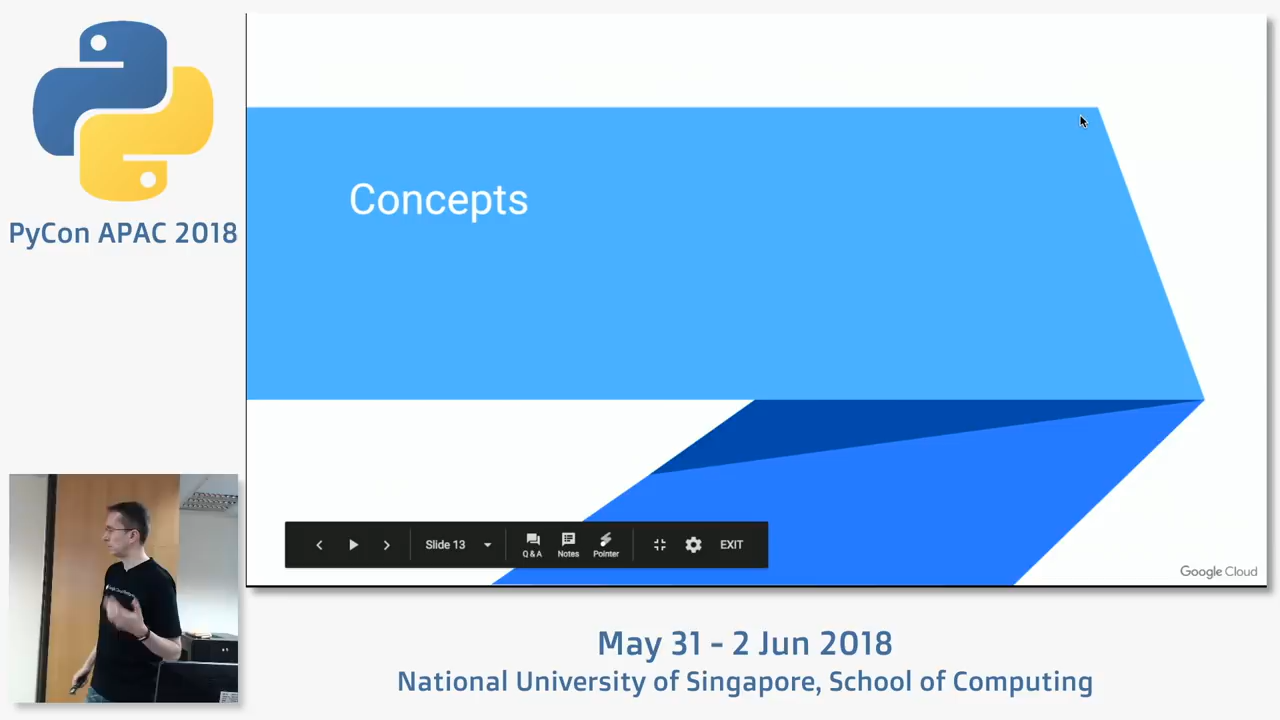 PyCon APAC 2018
Concepts
Slide 13
Q & A
Notes
Pointer
EXIT
Google Cloud
May 31 - 2 Jun 2018
National University of Singapore, School of Computing